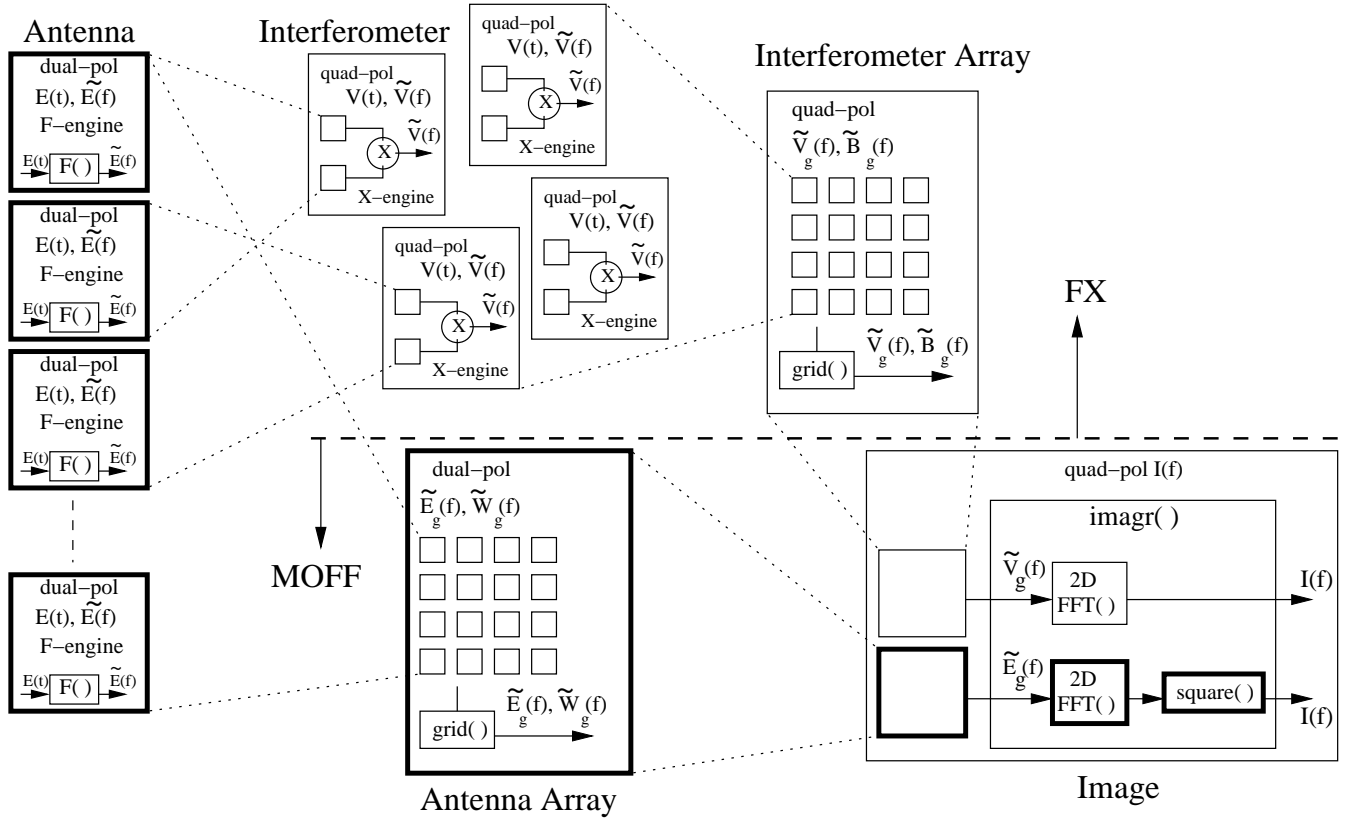 Antenna
dual−pol
E(t), Ẽ(f)
F−engine
E(t) F( ) Ẽ(f)
dual−pol
E(t), Ẽ(f)
F−engine
E(t) F( ) Ẽ(f)
dual−pol
E(t), Ẽ(f)
F−engine
E(t) F( ) Ẽ(f)
dual−pol
E(t), Ẽ(f)
F−engine
E(t) F( ) Ẽ(f)
Interferometer
quad−pol
V(t), Ṽ(f)
X Ṽ(f)
X−engine
quad−pol
V(t), Ṽ(f)
X Ṽ(f)
X−engine
quad−pol
V(t), Ṽ(f)
X Ṽ(f)
X−engine
quad−pol
V(t), Ṽ(f)
X Ṽ(f)
X−engine
Interferometer Array
quad−pol
Ṽg(f), B̃g(f)
Ṽg(f), B̃g(f)
grid( )
FX
MOFF
dual−pol
Ẽg(f), W̃g(f)
Ẽg(f), W̃g(f)
grid( )
Antenna Array
quad−pol I(f)
imagr( )
Ṽg(f)
2D
FFT( )
I(f)
Ẽg(f)
2D
FFT( )
square( )
I(f)
Image